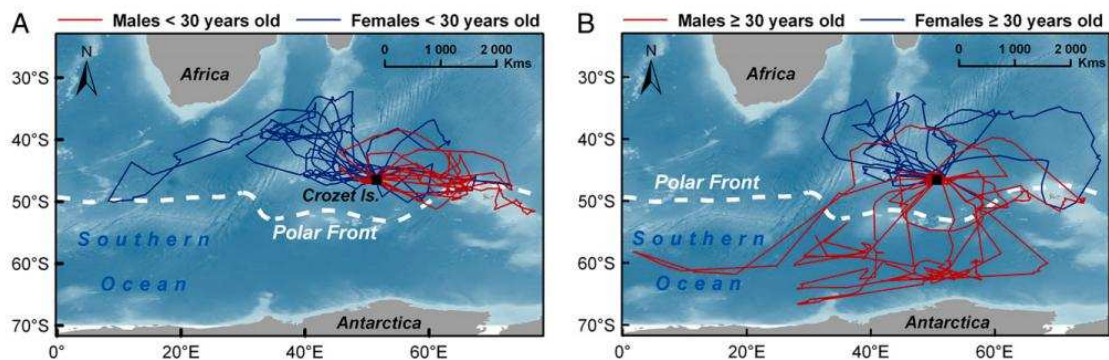 A
Males < 30 years old
Females < 30 years old
N
0 1 000 2 000
Kms
Africa
30°S
40°S
50°S
60°S
70°S
Crozet Is.
Polar Front
Southern
Ocean
Antarctica
0° 20°E 40°E 60°E
B
Males ≥ 30 years old
Females ≥ 30 years old
N
0 1 000 2 000
Kms
Africa
30°S
40°S
50°S
60°S
70°S
Polar Front
Southern
Ocean
Antarctica
0° 20°E 40°E 60°E